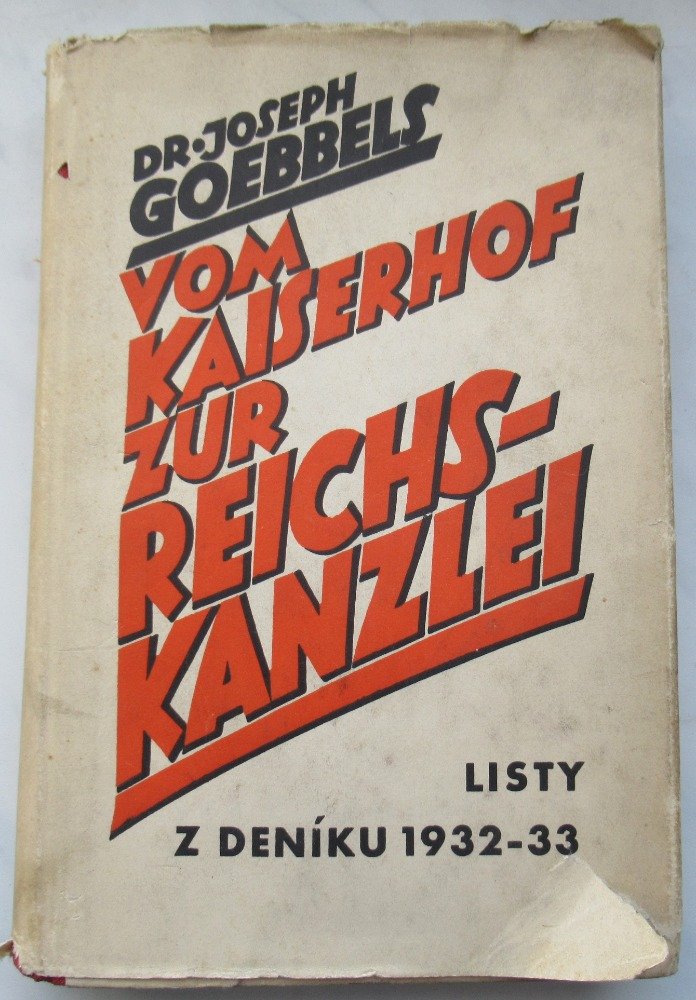 DR. JOSEPH
GOEBBELS
VOM
KAISERHOF
ZUR
REICHS-
KANZLEI
LISTY
Z DENÍKU 1932-33